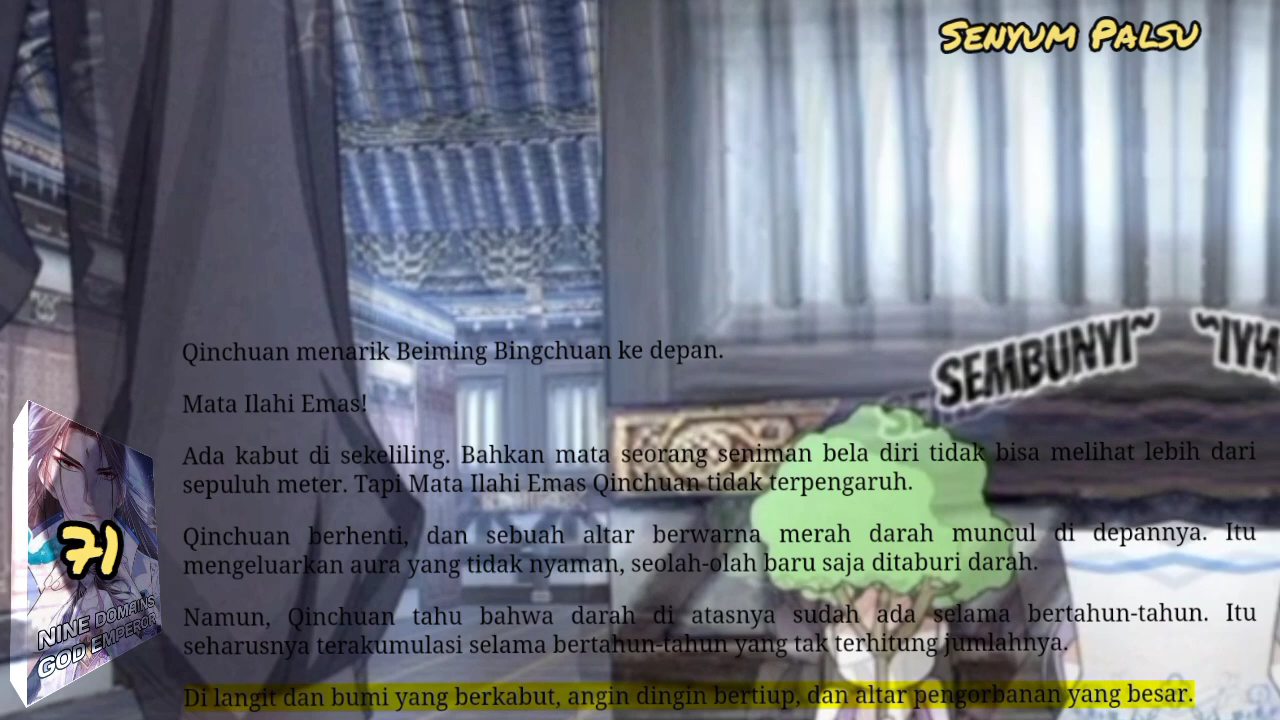 Senyum Palsu
SEMBUNYI~
Qinchuan menarik Beiming Bingchuan ke depan.
Mata Ilahi Emas!
Ada kabut di sekeliling. Bahkan mata seorang seniman bela diri tidak bisa melihat lebih dari
sepuluh meter. Tapi Mata Ilahi Emas Qinchuan tidak terpengaruh.
Qinchuan berhenti, dan sebuah altar berwarna merah darah muncul di depannya. Itu
mengeluarkan aura yang tidak nyaman, seolah-olah baru saja ditaburi darah.
Namun, Qinchuan tahu bahwa darah di atasnya sudah ada selama bertahun-tahun. Itu
seharusnya terakumulasi selama bertahun-tahun yang tak terhitung jumlahnya.
Di langit dan bumi yang berkabut, angin dingin bertiup, dan altar pengorbanan yang besar.
71
NINE DOMAINS
GOD EMPEROR